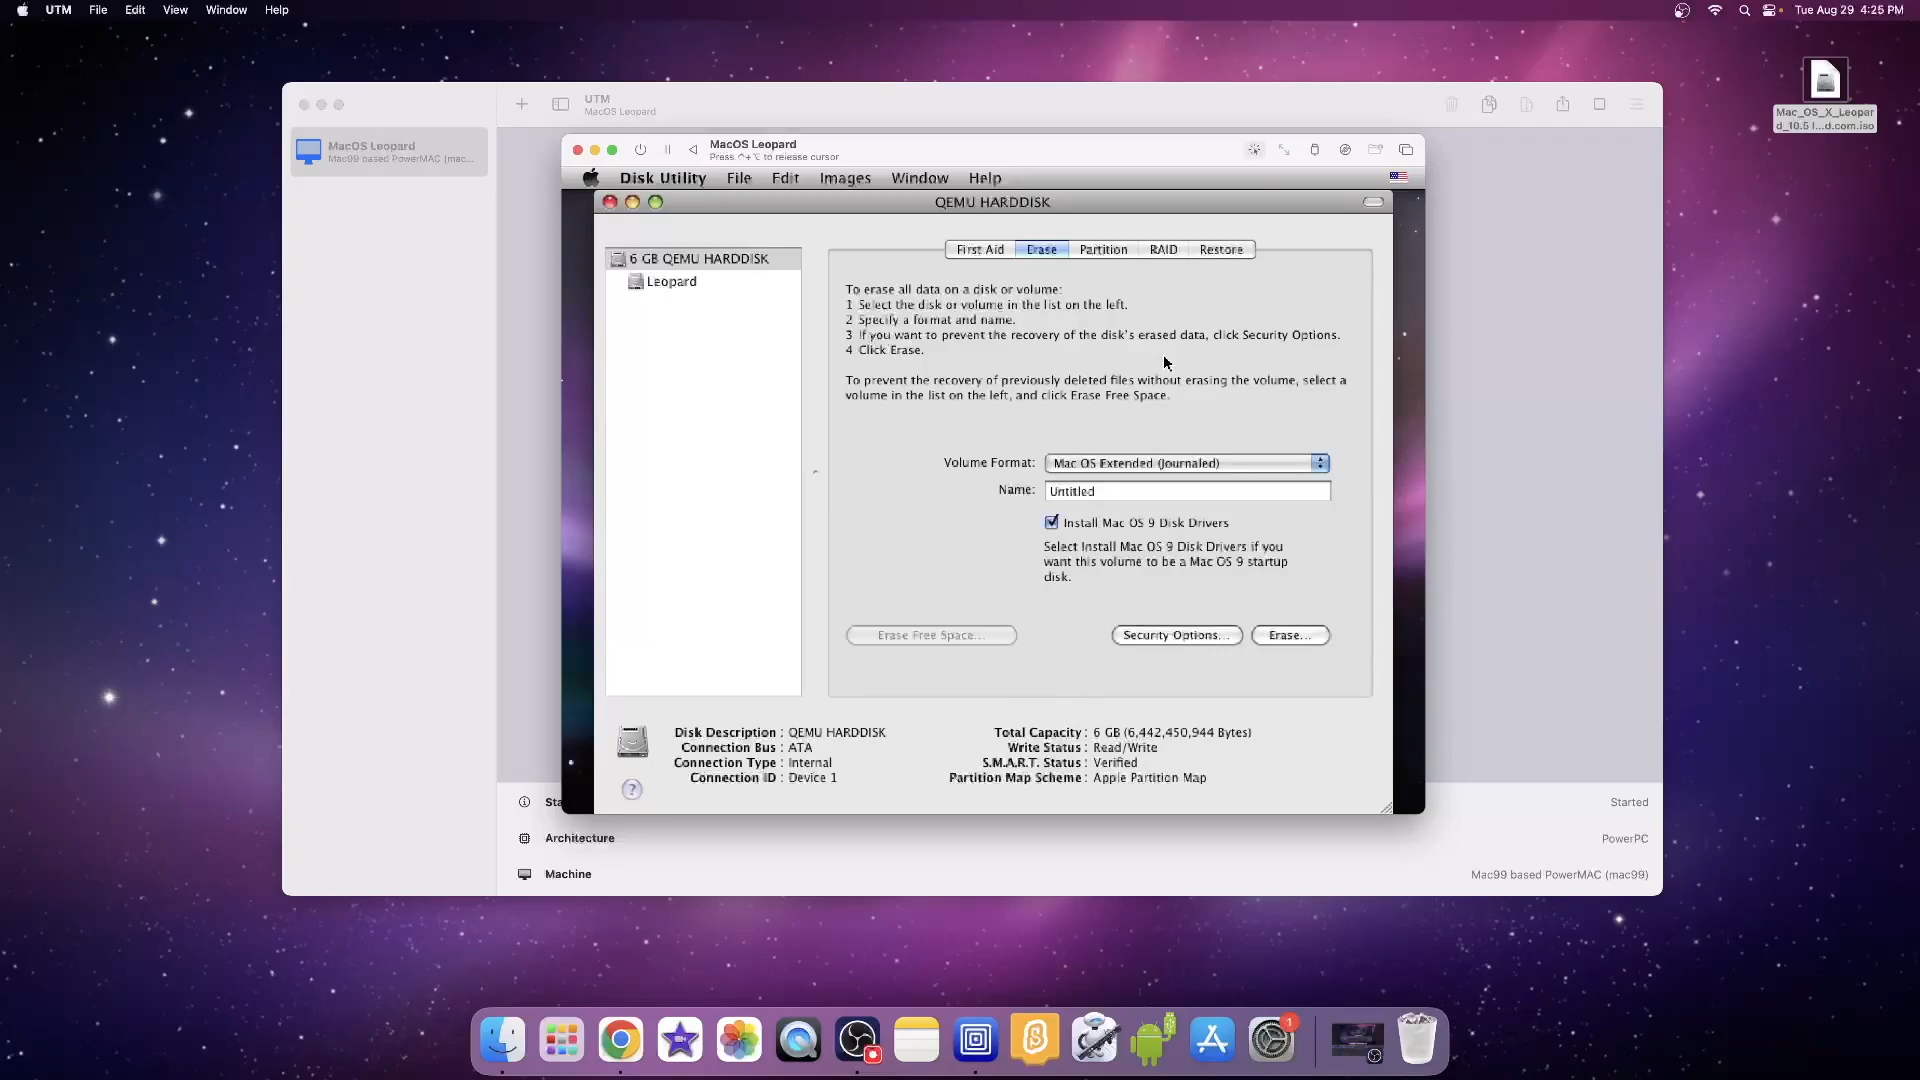 UTM File Edit View Window Help
Tue Aug 29 4:25 PM
Mac_OS_X_Leopar
d_10.5 l...d.com.iso
UTM
MacOS Leopard
MacOS Leopard
Mac99 based PowerMAC (mac...
MacOS Leopard
Press ⌃+⌥ to release cursor
Disk Utility File Edit Images Window Help
QEMU HARDDISK
6 GB QEMU HARDDISK
Leopard
First Aid Erase Partition RAID Restore
To erase all data on a disk or volume:
1 Select the disk or volume in the list on the left.
2 Specify a format and name.
3 If you want to prevent the recovery of the disk's erased data, click Security Options.
4 Click Erase.
To prevent the recovery of previously deleted files without erasing the volume, select a
volume in the list on the left, and click Erase Free Space.
Volume Format: Mac OS Extended (Journaled)
Name: Untitled
Install Mac OS 9 Disk Drivers
Select Install Mac OS 9 Disk Drivers if you
want this volume to be a Mac OS 9 startup
disk.
Erase Free Space... Security Options... Erase...
Disk Description : QEMU HARDDISK
Connection Bus : ATA
Connection Type : Internal
Connection ID : Device 1
Total Capacity : 6 GB (6,442,450,944 Bytes)
Write Status : Read/Write
S.M.A.R.T. Status : Verified
Partition Map Scheme : Apple Partition Map
?
Sta
Started
Architecture
PowerPC
Machine
Mac99 based PowerMAC (mac99)
1